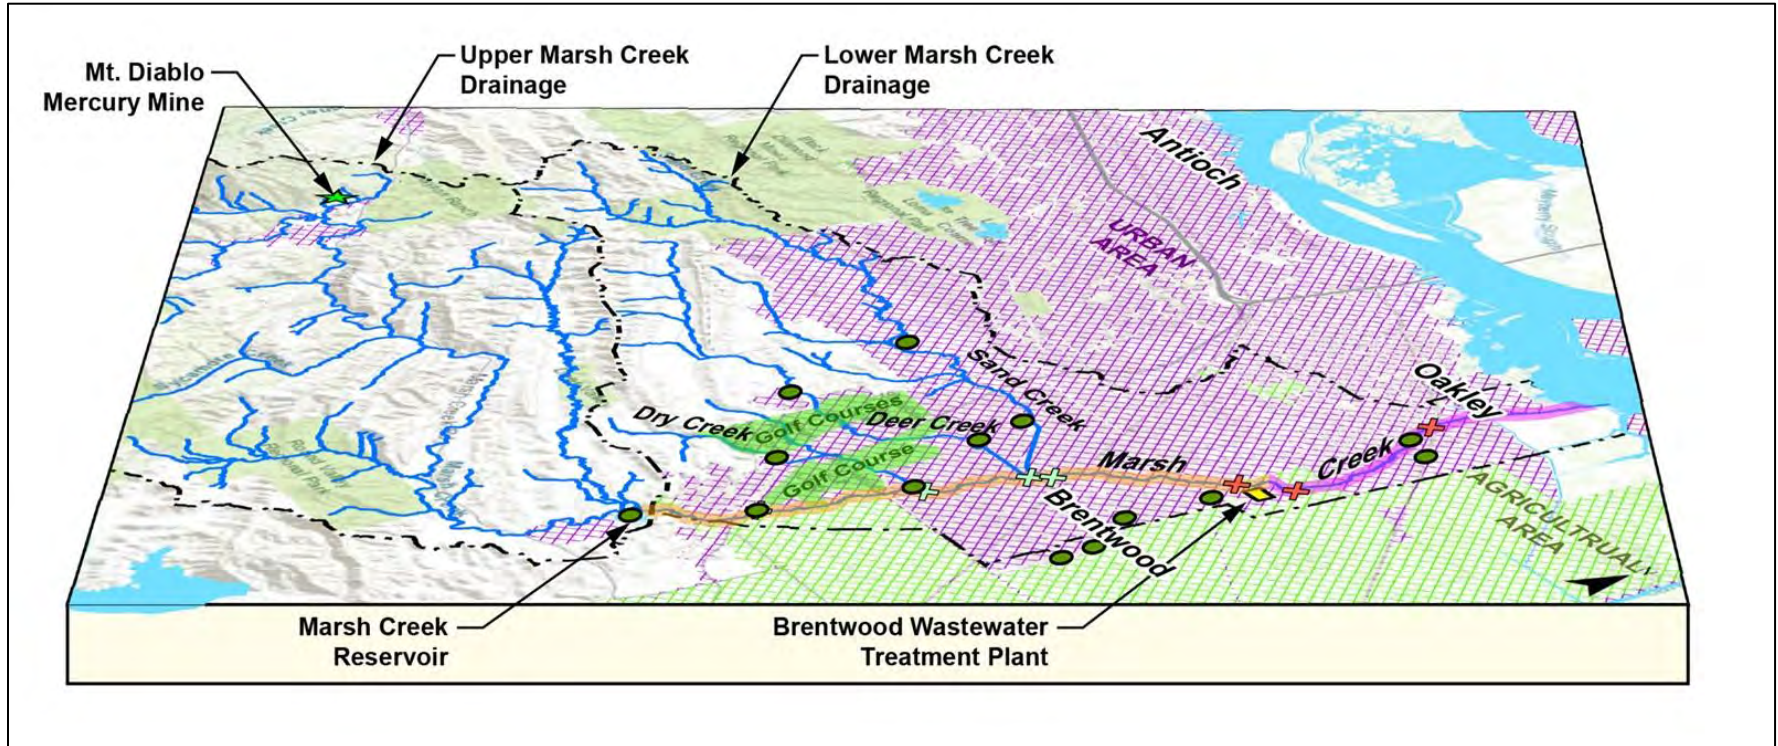 Upper Marsh Creek
Drainage
Lower Marsh Creek
Drainage
Mt. Diablo
Mercury Mine
Antioch
URBAN
AREA
Sand Creek
Oakley
Golf Courses
Dry Creek
Deer Creek
Golf Course
Marsh
Creek
Brentwood
AGRICULTRUAL
AREA
Marsh Creek
Reservoir
Brentwood Wastewater
Treatment Plant